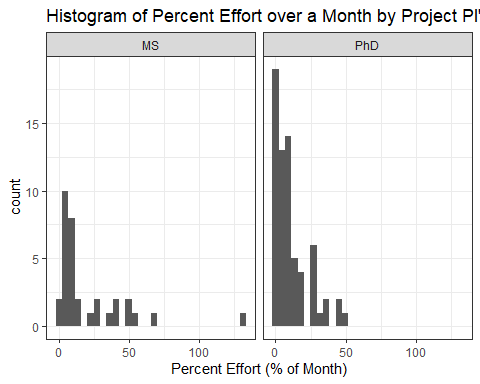 Histogram of Percent Effort over a Month by Project PI'
MS PhD
count
15
10
5
0
0 50 100 0 50 100
Percent Effort (% of Month)